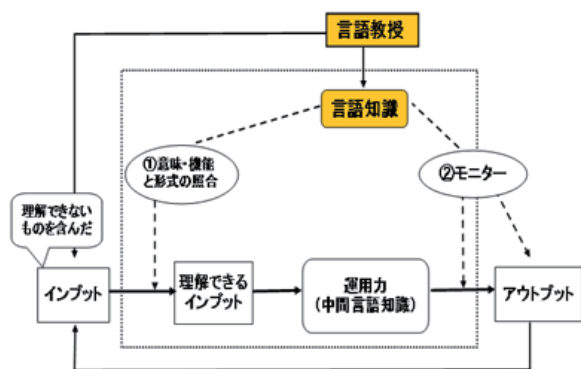 言語教授
言語知識
①意味・機能
と形式の照合
②モニター
理解できない
ものを含んだ
インプット
理解できる
インプット
運用力
(中間言語知識)
アウトプット